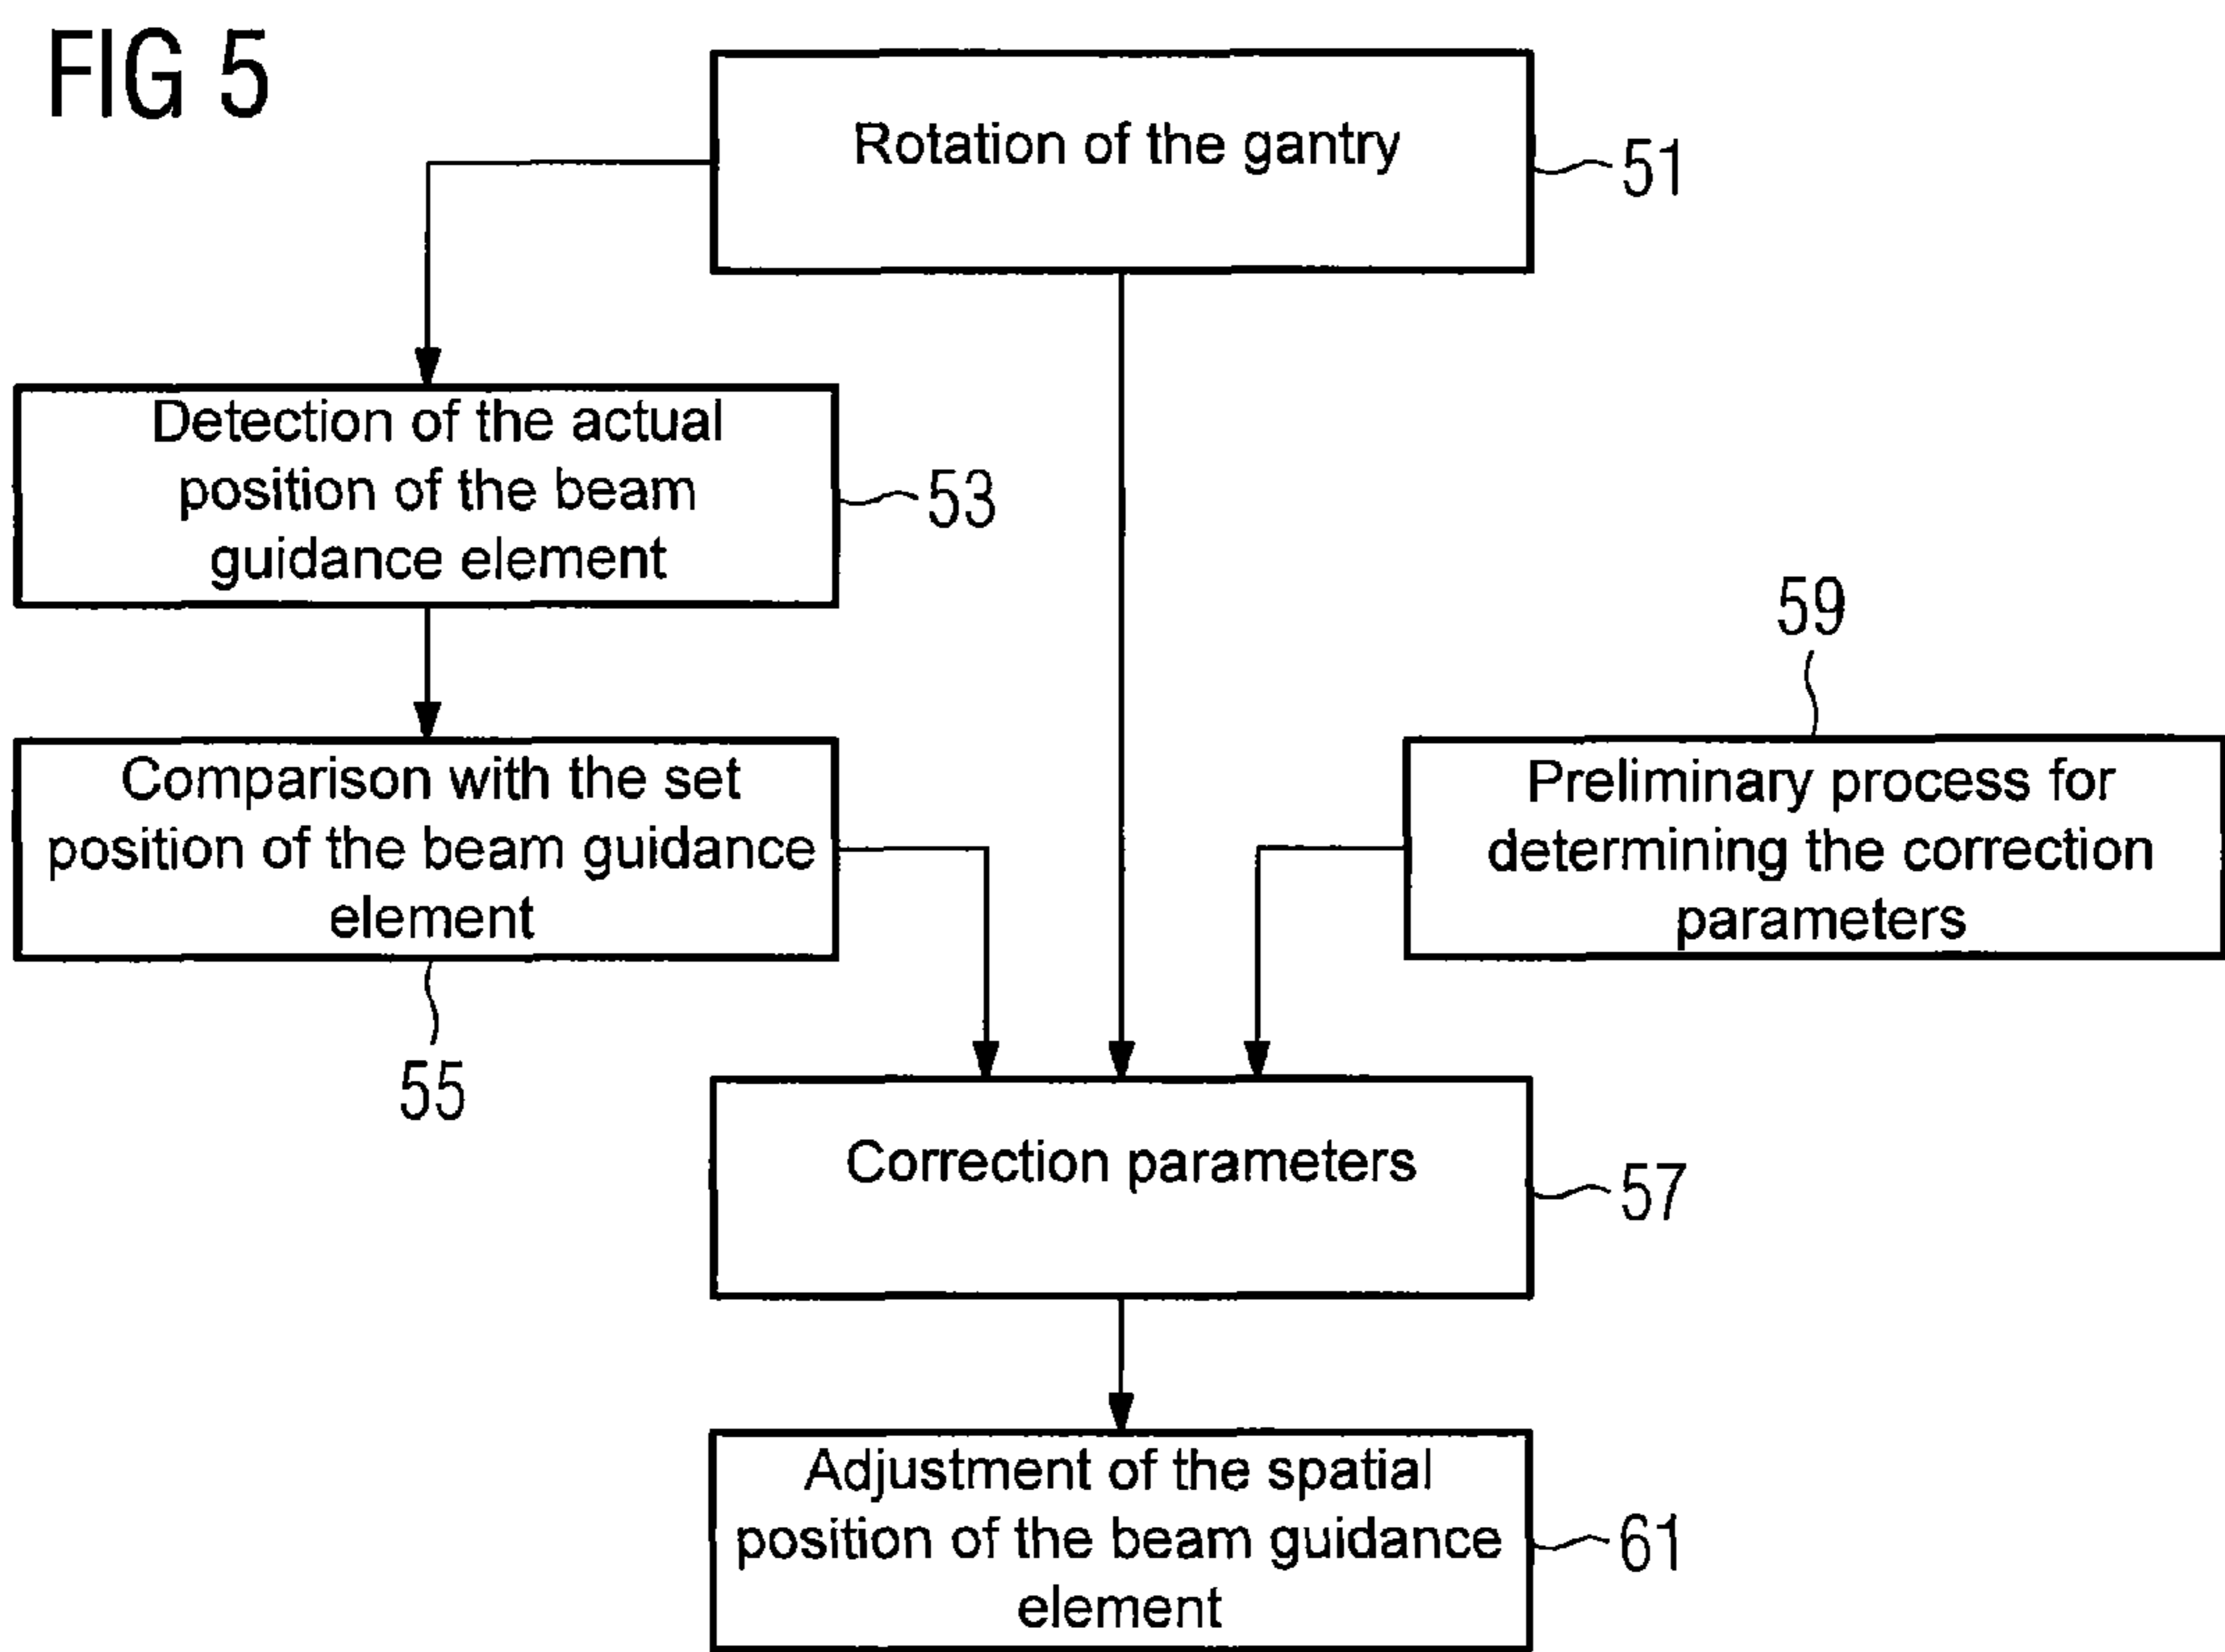 FIG 5
Rotation of the gantry
51
Detection of the actual
position of the beam
guidance element
53
59
Comparison with the set
position of the beam guidance
element
55
Preliminary process for
determining the correction
parameters
Correction parameters
57
Adjustment of the spatial
position of the beam guidance
element
61